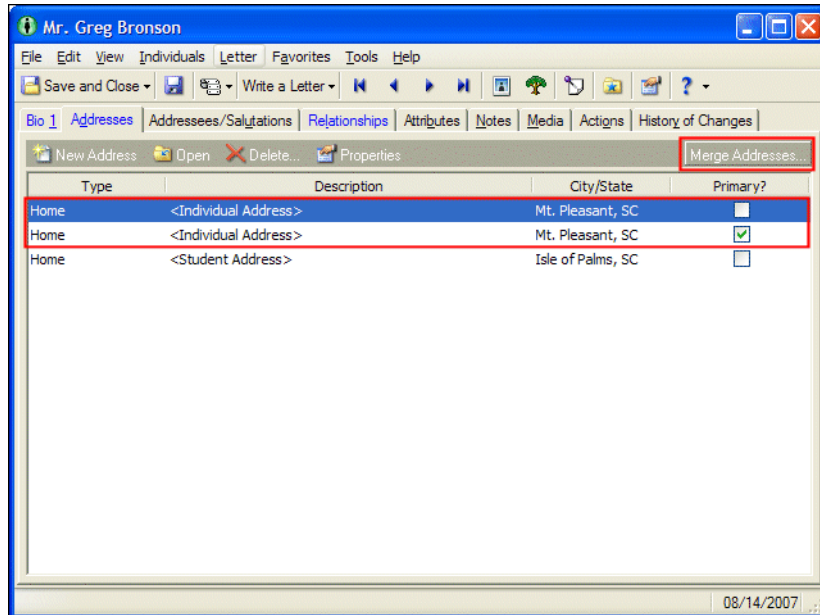 Mr. Greg Bronson
File Edit View Individuals Letter Favorites Tools Help
Save and Close Write a Letter ?
Bio 1 Addresses Addressees/Salutations Relationships Attributes Notes Media Actions History of Changes
New Address Open Delete... Properties Merge Addresses...
Type Description City/State Primary?
Home <Individual Address> Mt. Pleasant, SC
Home <Individual Address> Mt. Pleasant, SC
Home <Student Address> Isle of Palms, SC
08/14/2007